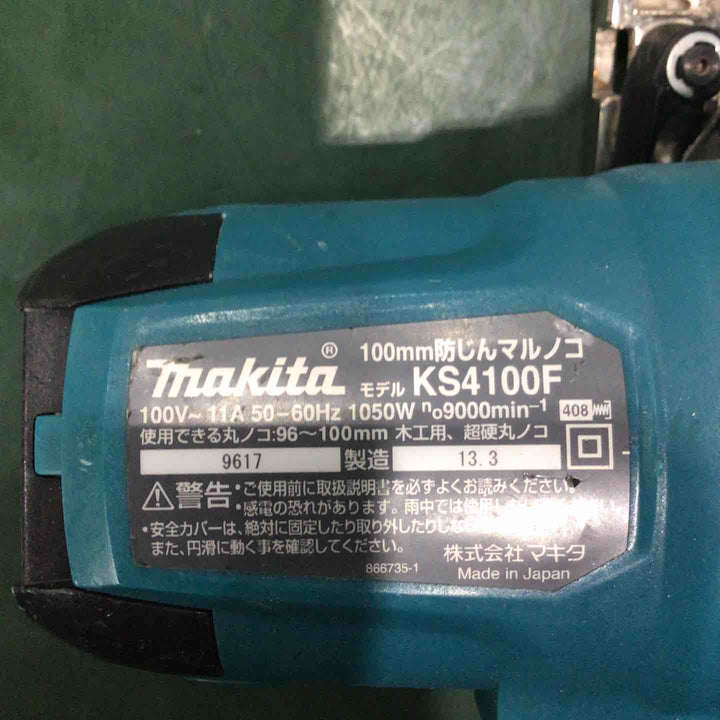 makita®
100mm防じんマルノコ
モデル KS4100F
100V～ 11A 50－60Hz 1050W n₀9000min⁻¹ 408
使用できる丸ノコ:96～100mm 木工用、超硬丸ノコ
9617 製造 13.3
⚠警告・ご使用前に取扱説明書を必ずよくお読みください。
・感電の恐れがあります。雨中では使用し
・安全カバーは、絶対に固定したり取り外したりしな
また、円滑に動く事を確認してください。
株式会社 マキタ
866735-1 Made in Japan